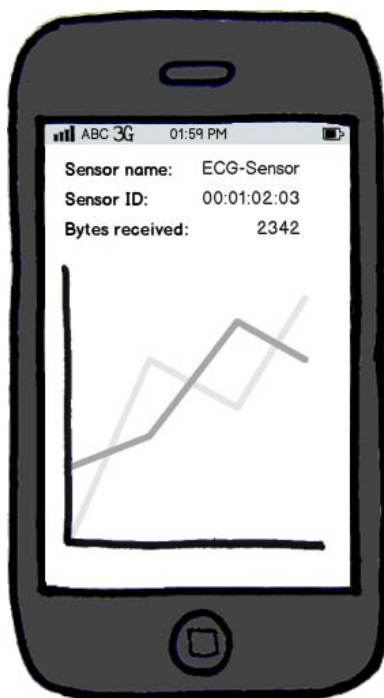 ABC 3G 01:59 PM
Sensor name: ECG-Sensor
Sensor ID: 00:01:02:03
Bytes received: 2342